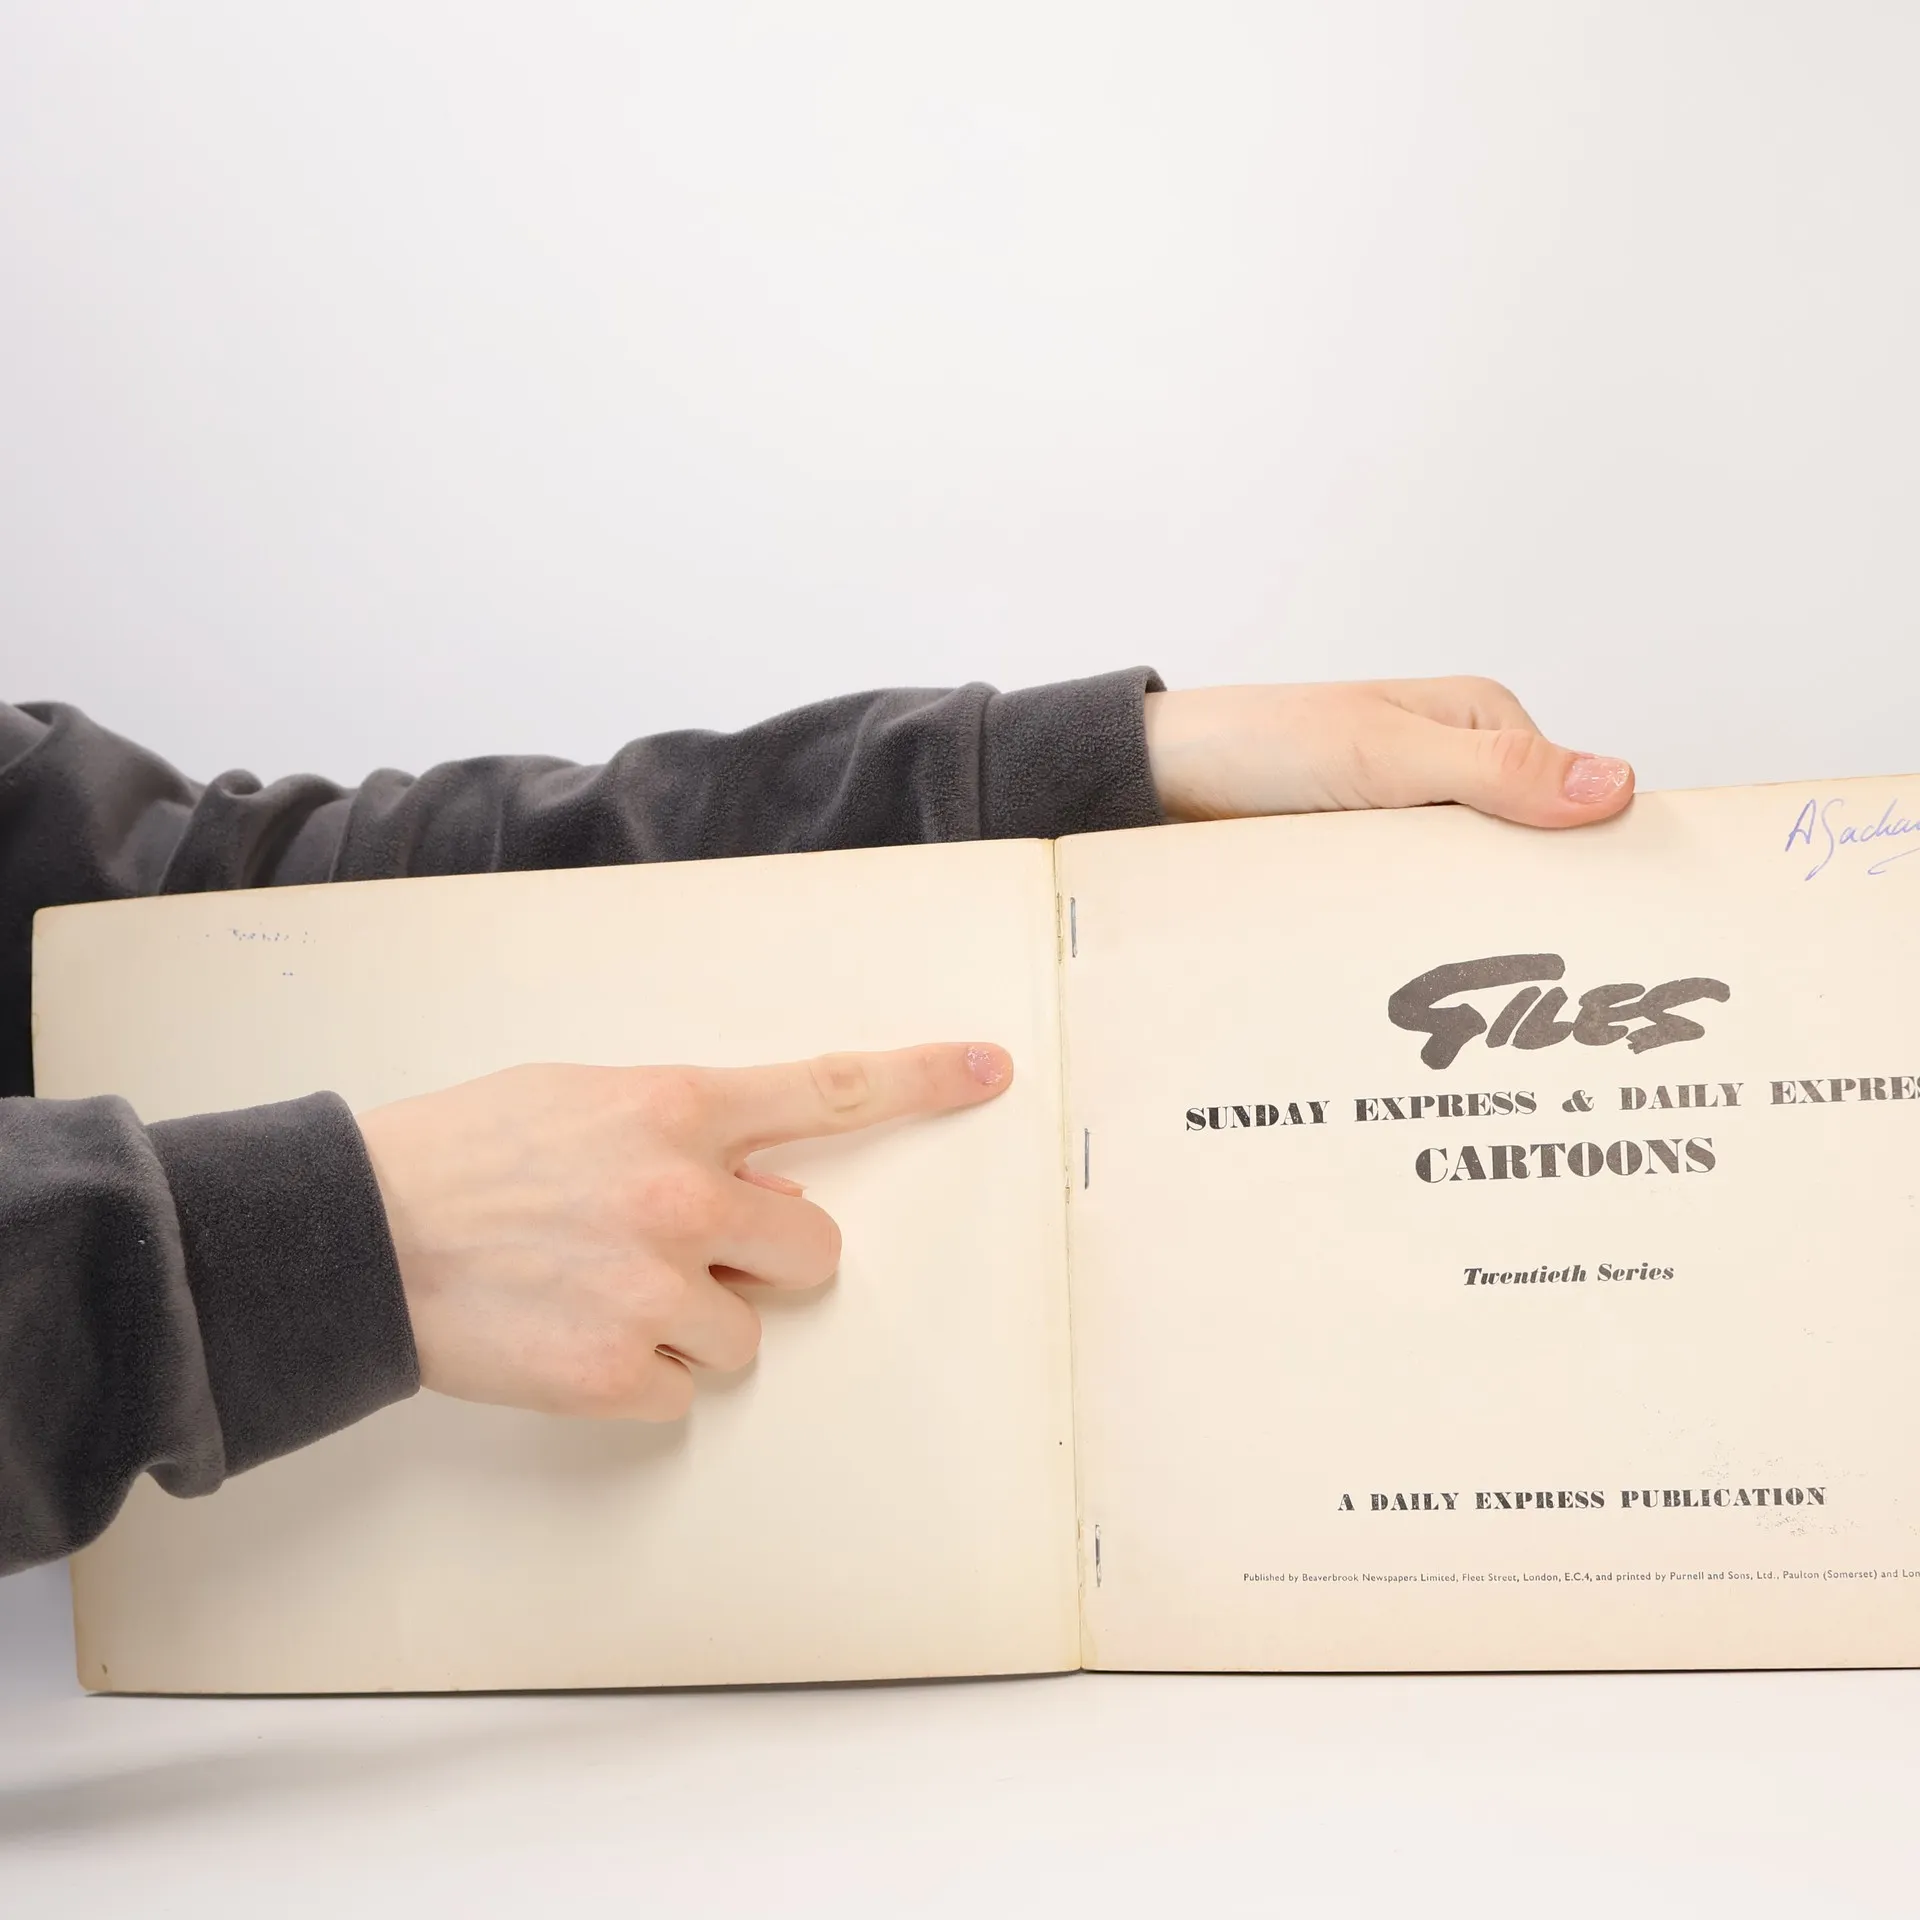 GILES
SUNDAY EXPRESS & DAILY EXPRE
CARTOONS
Twentieth Series
A DAILY EXPRESS PUBLICATION
Published by Beaverbrook Newspapers Limited, Fleet Street, London, E.C.4, and printed by Purnell and Sons, Ltd., Paulton (Somerset) and Lon